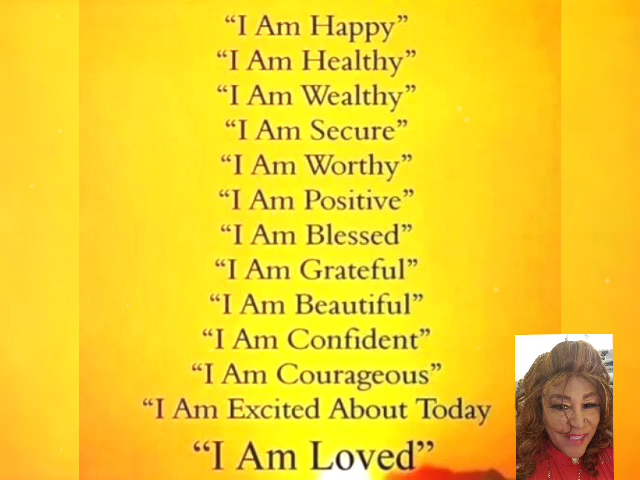 “I Am Happy”
“I Am Healthy”
“I Am Wealthy”
“I Am Secure”
“I Am Worthy”
“I Am Positive”
“I Am Blessed”
“I Am Grateful”
“I Am Beautiful”
“I Am Confident”
“I Am Courageous”
“I Am Excited About Today
“I Am Loved”